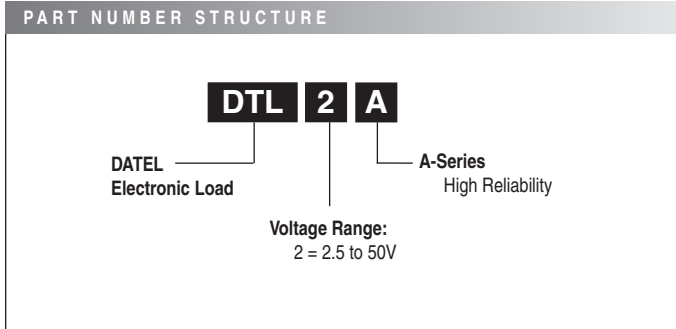 PART NUMBER STRUCTURE
DTL 2 A
DATEL
Electronic Load
A-Series
High Reliability
Voltage Range:
2 = 2.5 to 50V